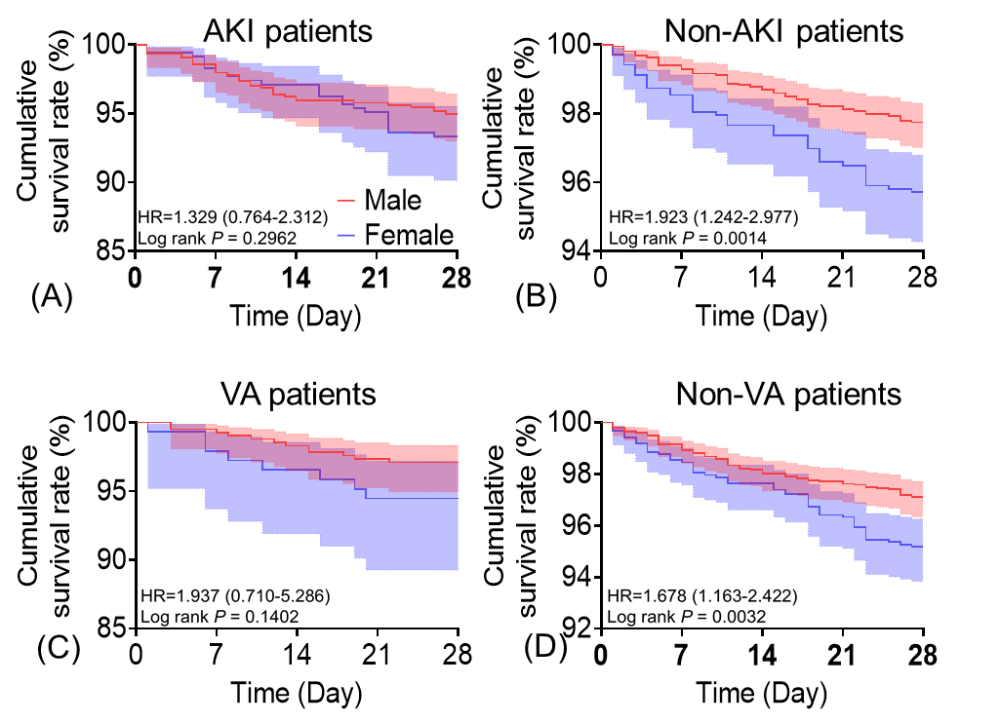 AKI patients
100
95
90
85
Cumulative
survival rate (%)
Male
Female
HR=1.329 (0.764-2.312)
Log rank P = 0.2962
0 7 14 21 28
Time (Day)
(A)
Non-AKI patients
100
98
96
94
Cumulative
survival rate (%)
HR=1.923 (1.242-2.977)
Log rank P = 0.0014
0 7 14 21 28
Time (Day)
(B)
VA patients
100
95
90
85
Cumulative
survival rate (%)
HR=1.937 (0.710-5.286)
Log rank P = 0.1402
0 7 14 21 28
Time (Day)
(C)
Non-VA patients
100
98
96
94
92
Cumulative
survival rate (%)
HR=1.678 (1.163-2.422)
Log rank P = 0.0032
0 7 14 21 28
Time (Day)
(D)